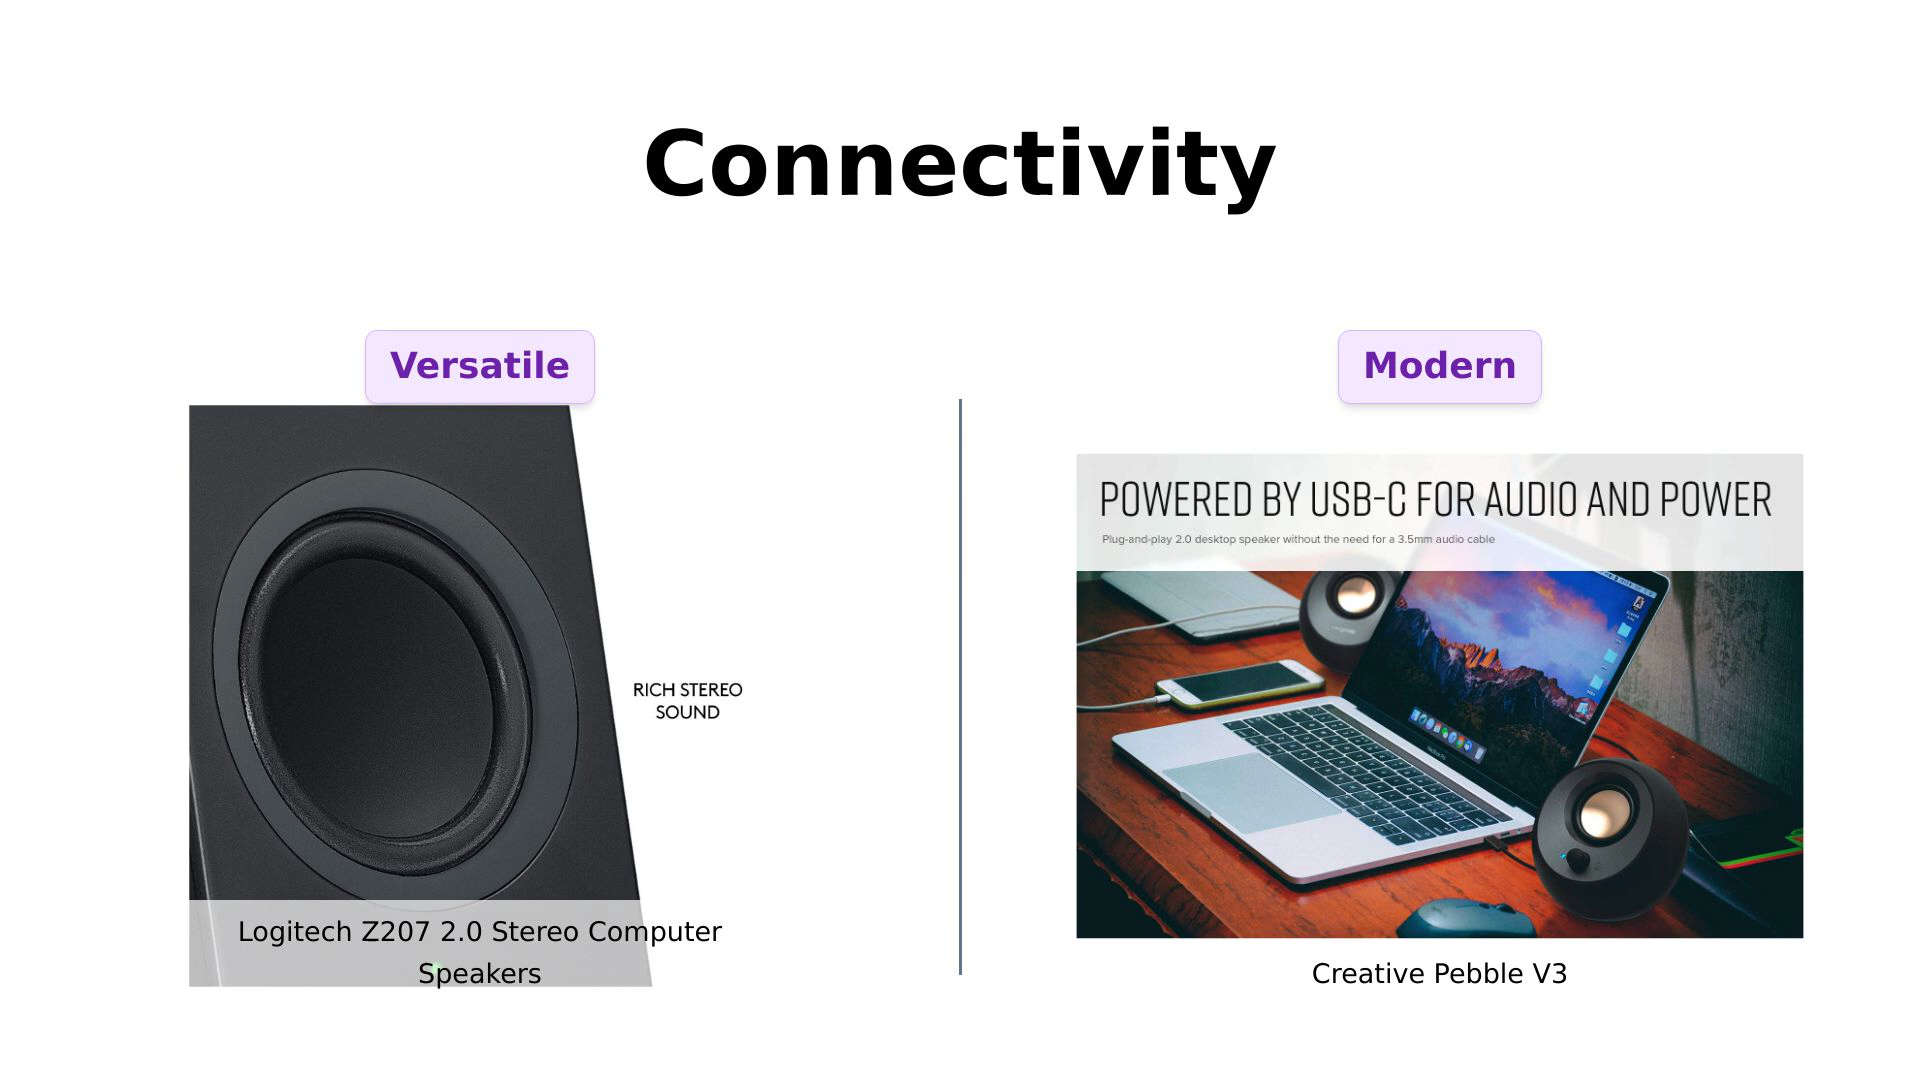 Connectivity
Versatile
Modern
RICH STEREO
SOUND
Logitech Z207 2.0 Stereo Computer
Speakers
POWERED BY USB-C FOR AUDIO AND POWER
Plug-and-play 2.0 desktop speaker without the need for a 3.5mm audio cable
Creative Pebble V3